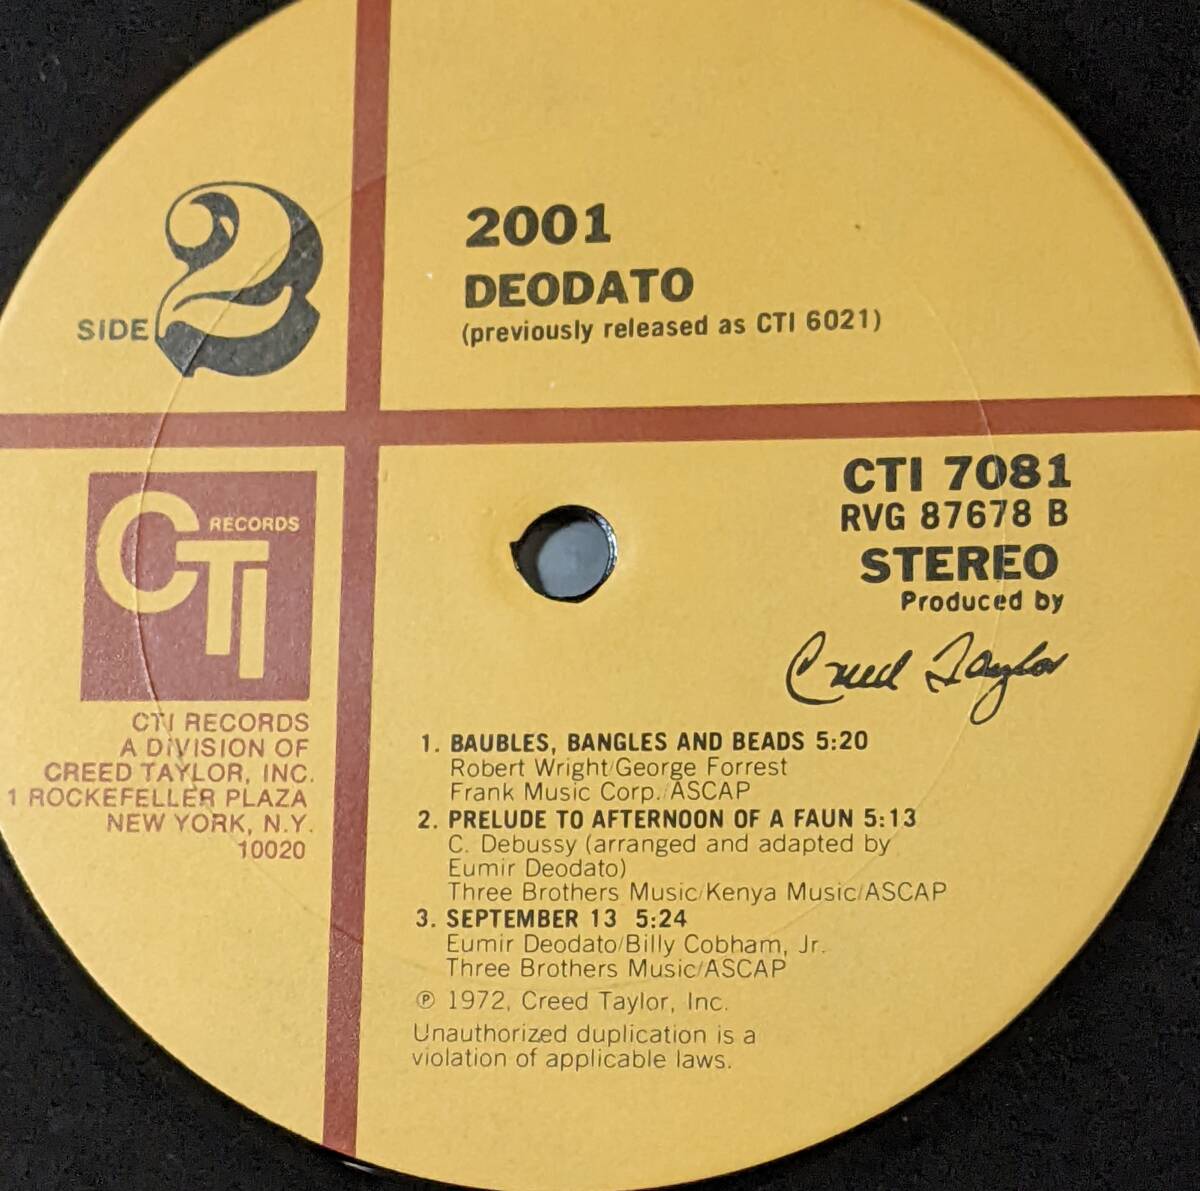 2001
DEODATO
(previously released as CTI 6021)
SIDE 2
CTI RECORDS
CTI RECORDS
A DIVISION OF
CREED TAYLOR, INC.
1 ROCKEFELLER PLAZA
NEW YORK, N.Y.
10020
CTI 7081
RVG 87678 B
STEREO
Produced by
Creed Taylor
1. BAUBLES, BANGLES AND BEADS 5:20
Robert Wright/George Forrest
Frank Music Corp./ASCAP
2. PRELUDE TO AFTERNOON OF A FAUN 5:13
C. Debussy (arranged and adapted by
Eumir Deodato)
Three Brothers Music/Kenya Music/ASCAP
3. SEPTEMBER 13 5:24
Eumir Deodato/Billy Cobham, Jr.
Three Brothers Music/ASCAP
℗ 1972, Creed Taylor, Inc.
Unauthorized duplication is a
violation of applicable laws.